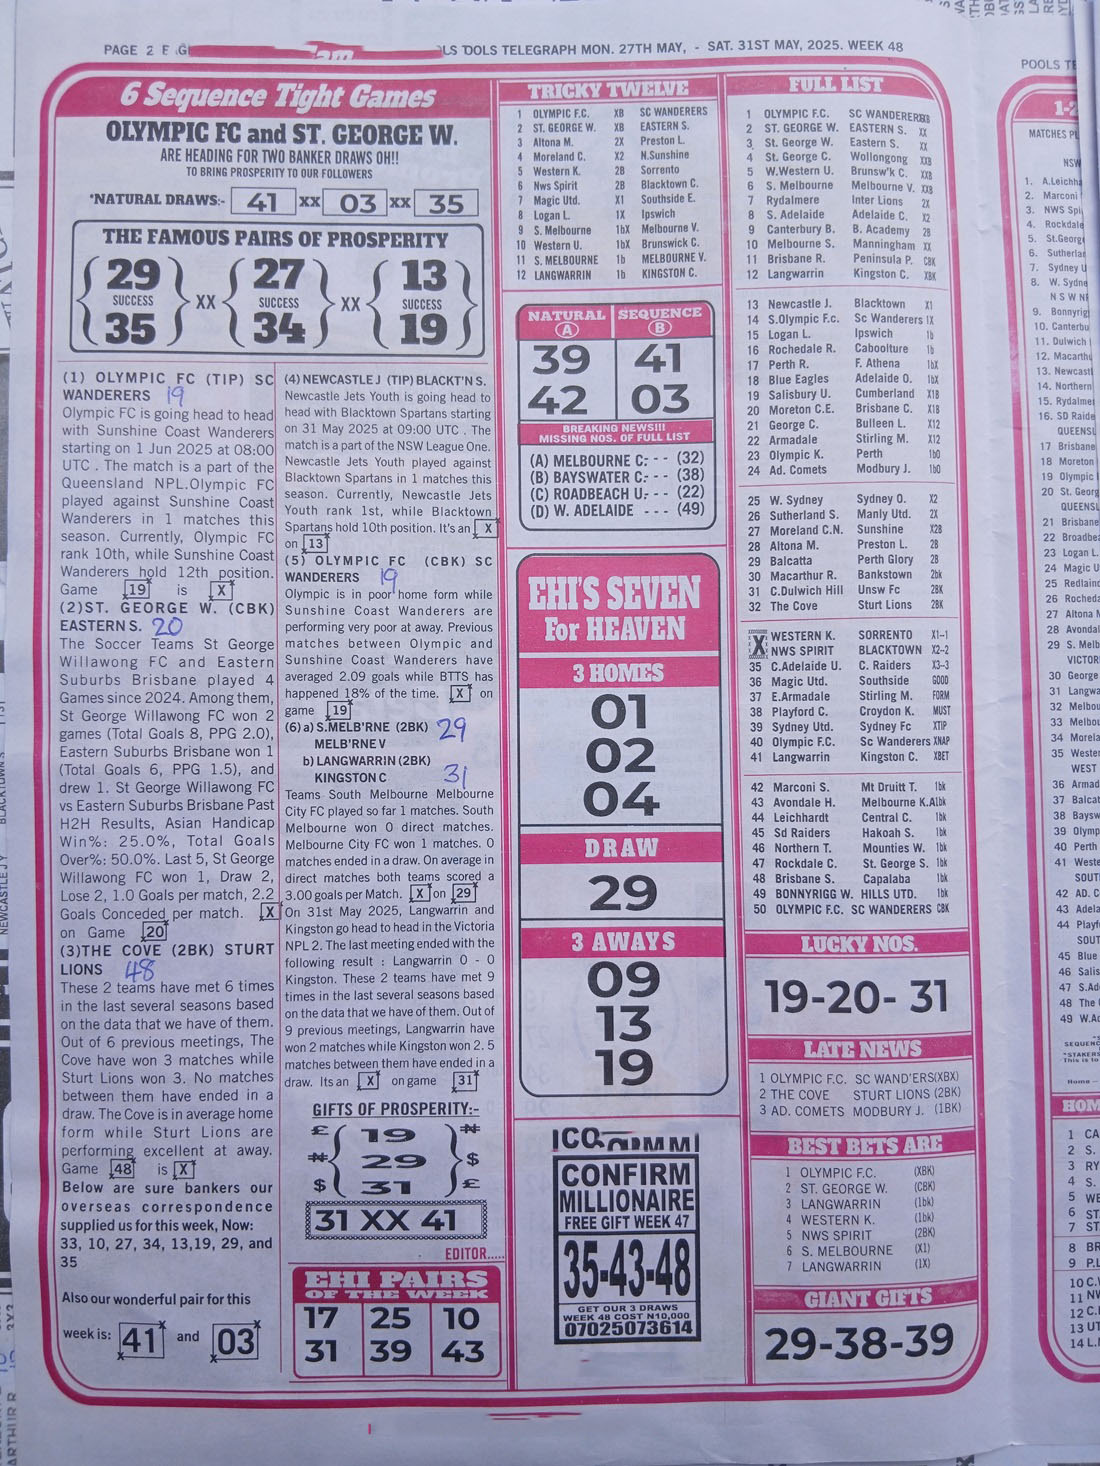 PAGE 2
POOLS TELEGRAPH MON. 27TH MAY, - SAT. 31ST MAY, 2025. WEEK 48
6 Sequence Tight Games
OLYMPIC FC and ST. GEORGE W.
ARE HEADING FOR TWO BANKER DRAWS OH!!
TO BRING PROSPERITY TO OUR FOLLOWERS
*NATURAL DRAWS:- 41 xx 03 xx 35
THE FAMOUS PAIRS OF PROSPERITY
29 27 13
SUCCESS XX SUCCESS XX SUCCESS
35 34 19
(1) OLYMPIC FC (TIP) SC
WANDERERS 19
Olympic FC is going head to head
with Sunshine Coast Wanderers
starting on 1 Jun 2025 at 08:00
UTC . The match is a part of the
Queensland NPL.Olympic FC
played against Sunshine Coast
Wanderers in 1 matches this
season. Currently, Olympic FC
rank 10th, while Sunshine Coast
Wanderers hold 12th position.
Game 19 is X
(2)ST. GEORGE W. (CBK)
EASTERN S. 20
The Soccer Teams St George
Willawong FC and Eastern
Suburbs Brisbane played 4
Games since 2024. Among them,
St George Willawong FC won 2
games (Total Goals 8, PPG 2.0),
Eastern Suburbs Brisbane won 1
(Total Goals 6, PPG 1.5), and
drew 1. St George Willawong FC
vs Eastern Suburbs Brisbane Past
H2H Results, Asian Handicap
Win%: 25.0%, Total Goals
Over%: 50.0%. Last 5, St George
Willawong FC won 1, Draw 2,
Lose 2, 1.0 Goals per match, 2.2
Goals Conceded per match. X
on Game 20
(3)THE COVE (2BK) STURT
LIONS 48
These 2 teams have met 6 times
in the last several seasons based
on the data that we have of them.
Out of 6 previous meetings, The
Cove have won 3 matches while
Sturt Lions won 3. No matches
between them have ended in a
draw. The Cove is in average home
form while Sturt Lions are
performing excellent at away.
Game 48 is X
Below are sure bankers our
overseas correspondence
supplied us for this week, Now:
33, 10, 27, 34, 13,19, 29, and
35
Also our wonderful pair for this
week is: 41 and 03
(4) NEWCASTLE J (TIP) BLACKT'N S.
Newcastle Jets Youth is going head to
head with Blacktown Spartans starting
on 31 May 2025 at 09:00 UTC . The
match is a part of the NSW League One.
Newcastle Jets Youth played against
Blacktown Spartans in 1 matches this
season. Currently, Newcastle Jets
Youth rank 1st, while Blacktown
Spartans hold 10th position. It's an X
on 13
(5) OLYMPIC FC (CBK) SC
WANDERERS 19
Olympic is in poor home form while
Sunshine Coast Wanderers are
performing very poor at away. Previous
matches between Olympic and
Sunshine Coast Wanderers have
averaged 2.09 goals while BTTS has
happened 18% of the time. X on
game 19
(6) a) S.MELB'RNE (2BK) 29
MELB'RNE V
b) LANGWARRIN (2BK)
KINGSTON C 31
Teams South Melbourne Melbourne
City FC played so far 1 matches. South
Melbourne won 0 direct matches.
Melbourne City FC won 1 matches. 0
matches ended in a draw. On average in
direct matches both teams scored a
3.00 goals per Match. X on 29
On 31st May 2025, Langwarrin and
Kingston go head to head in the Victoria
NPL 2. The last meeting ended with the
following result : Langwarrin 0 - 0
Kingston. These 2 teams have met 9
times in the last several seasons based
on the data that we have of them. Out of
9 previous meetings, Langwarrin have
won 2 matches while Kingston won 2. 5
matches between them have ended in a
draw. Its an X on game 31
GIFTS OF PROSPERITY:-
£ 19 ₦
₦ 29 $
$ 31 £
31 XX 41
EDITOR.....
EHI PAIRS
OF THE WEEK
17 25 10
31 39 43
TRICKY TWELVE
1 OLYMPIC F.C. XB SC WANDERERS
2 ST. GEORGE W. XB EASTERN S.
3 Altona M. 2X Preston L.
4 Moreland C. X2 N.Sunshine
5 Western K. 2B Sorrento
6 Nws Spirit 2B Blacktown C.
7 Magic Utd. X1 Southside E.
8 Logan L. 1X Ipswich
9 S. Melbourne 1bX Melbourne V.
10 Western U. 1bX Brunswick C.
11 S. MELBOURNE 1b MELBOURNE V.
12 LANGWARRIN 1b KINGSTON C.
NATURAL SEQUENCE
A B
39 41
42 03
BREAKING NEWS!!!
MISSING NOS. OF FULL LIST
(A) MELBOURNE C:- - - (32)
(B) BAYSWATER C:- - - (38)
(C) ROADBEACH U:- - - (22)
(D) W. ADELAIDE - - - (49)
EHI'S SEVEN
For HEAVEN
3 HOMES
01
02
04
DRAW
29
3 AWAYS
09
13
19
CONFIRM
MILLIONAIRE
FREE GIFT WEEK 47
35-43-48
GET OUR 3 DRAWS
WEEK 48 COST N10,000
07025073614
FULL LIST
1 OLYMPIC F.C. SC WANDERERS
2 ST. GEORGE W. EASTERN S. XX
3 St. George W. Eastern S. XX
4 St. George C. Wollongong XXB
5 W.Western U. Brunsw'k C. XXB
6 S. Melbourne Melbourne V. XXB
7 Rydalmere Inter Lions 2X
8 S. Adelaide Adelaide C. X2
9 Canterbury B. B. Academy 2B
10 Melbourne S. Manningham XX
11 Brisbane R. Peninsula P. CBK
12 Langwarrin Kingston C. XBK
13 Newcastle J. Blacktown X1
14 S.Olympic F.c. Sc Wanderers 1X
15 Logan L. Ipswich 1b
16 Rochedale R. Caboolture 1b
17 Perth R. F. Athena 1bX
18 Blue Eagles Adelaide O. 1bX
19 Salisbury U. Cumberland X1B
20 Moreton C.E. Brisbane C. X1B
21 George C. Bulleen L. X12
22 Armadale Stirling M. X12
23 Olympic K. Perth 1b0
24 Ad. Comets Modbury J. 1b0
25 W. Sydney Sydney O. X2
26 Sutherland S. Manly Utd. 2X
27 Moreland C.N. Sunshine X2B
28 Altona M. Preston L. 2B
29 Balcatta Perth Glory 2B
30 Macarthur R. Bankstown 2bk
31 C.Dulwich Hill Unsw Fc 2BK
32 The Cove Sturt Lions 2BK
X WESTERN K. SORRENTO X1-1
NWS SPIRIT BLACKTOWN X2-2
35 C.Adelaide U. C. Raiders X3-3
36 Magic Utd. Southside GOOD
37 E.Armadale Stirling M. FORM
38 Playford C. Croydon K. MUST
39 Sydney Utd. Sydney Fc XTIP
40 Olympic F.C. Sc Wanderers XNAP
41 Langwarrin Kingston C. XBET
42 Marconi S. Mt Druitt T. 1bk
43 Avondale H. Melbourne K.A1bk
44 Leichhardt Central C. 1bk
45 Sd Raiders Hakoah S. 1bk
46 Northern T. Mounties W. 1bk
47 Rockdale C. St. George S. 1bk
48 Brisbane S. Capalaba 1bk
49 BONNYRIGG W. HILLS UTD. 1bk
50 OLYMPIC F.C. SC WANDERERS CBK
LUCKY NOS.
19-20- 31
LATE NEWS
1 OLYMPIC F.C. SC WAND'ERS(XBX)
2 THE COVE STURT LIONS (2BK)
3 AD. COMETS MODBURY J. (1BK)
BEST BETS ARE
1 OLYMPIC F.C. (XBK)
2 ST. GEORGE W. (CBK)
3 LANGWARRIN (1bk)
4 WESTERN K. (1bk)
5 NWS SPIRIT (2BK)
6 S. MELBOURNE (X1)
7 LANGWARRIN (1X)
GIANT GIFTS
29-38-39